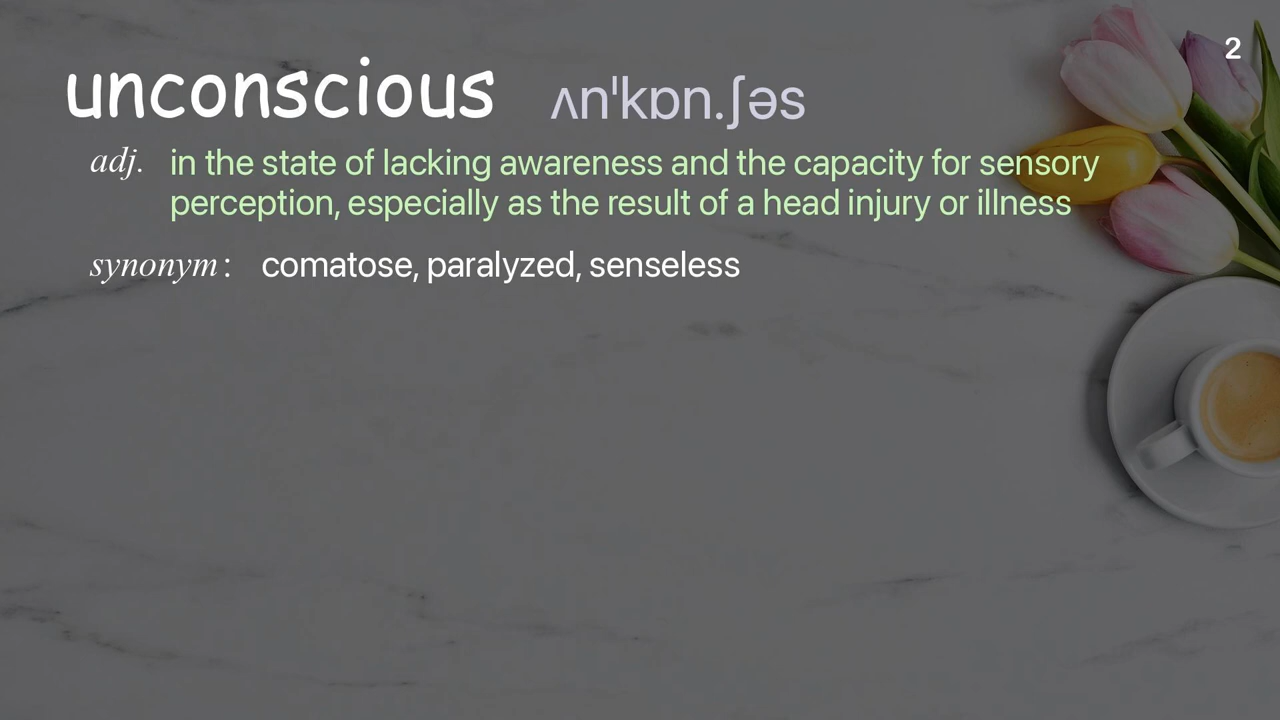 2
unconscious ʌnˈkɒn.ʃəs
adj. in the state of lacking awareness and the capacity for sensory
perception, especially as the result of a head injury or illness
synonym: comatose, paralyzed, senseless